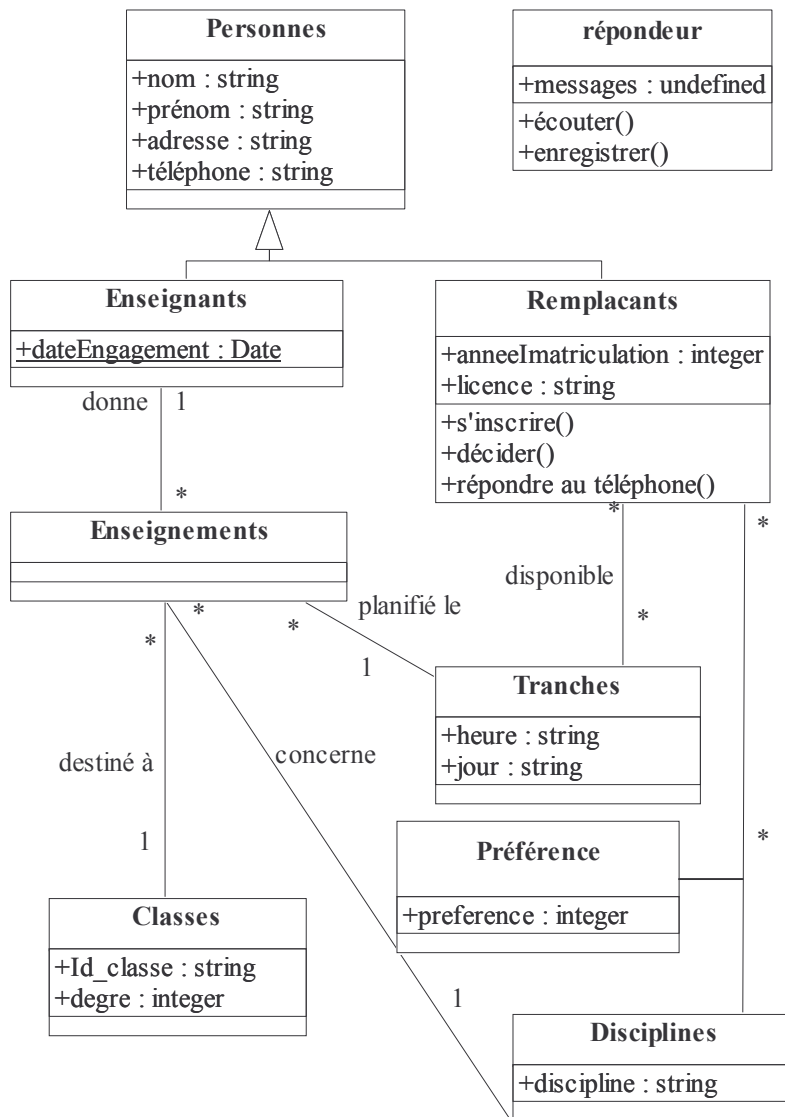 Personnes
+nom : string
+prénom : string
+adresse : string
+téléphone : string
répondeur
+messages : undefined
+écouter()
+enregistrer()
Enseignants
+dateEngagement : Date
Remplacants
+anneeImatriculation : integer
+licence : string
+s'inscrire()
+décider()
+répondre au téléphone()
donne
1
*
Enseignements
*
*
disponible
*
*
planifié le
*
1
*
*
Tranches
+heure : string
+jour : string
destiné à
concerne
1
*
Préférence
+preference : integer
Classes
+Id_classe : string
+degre : integer
1
Disciplines
+discipline : string